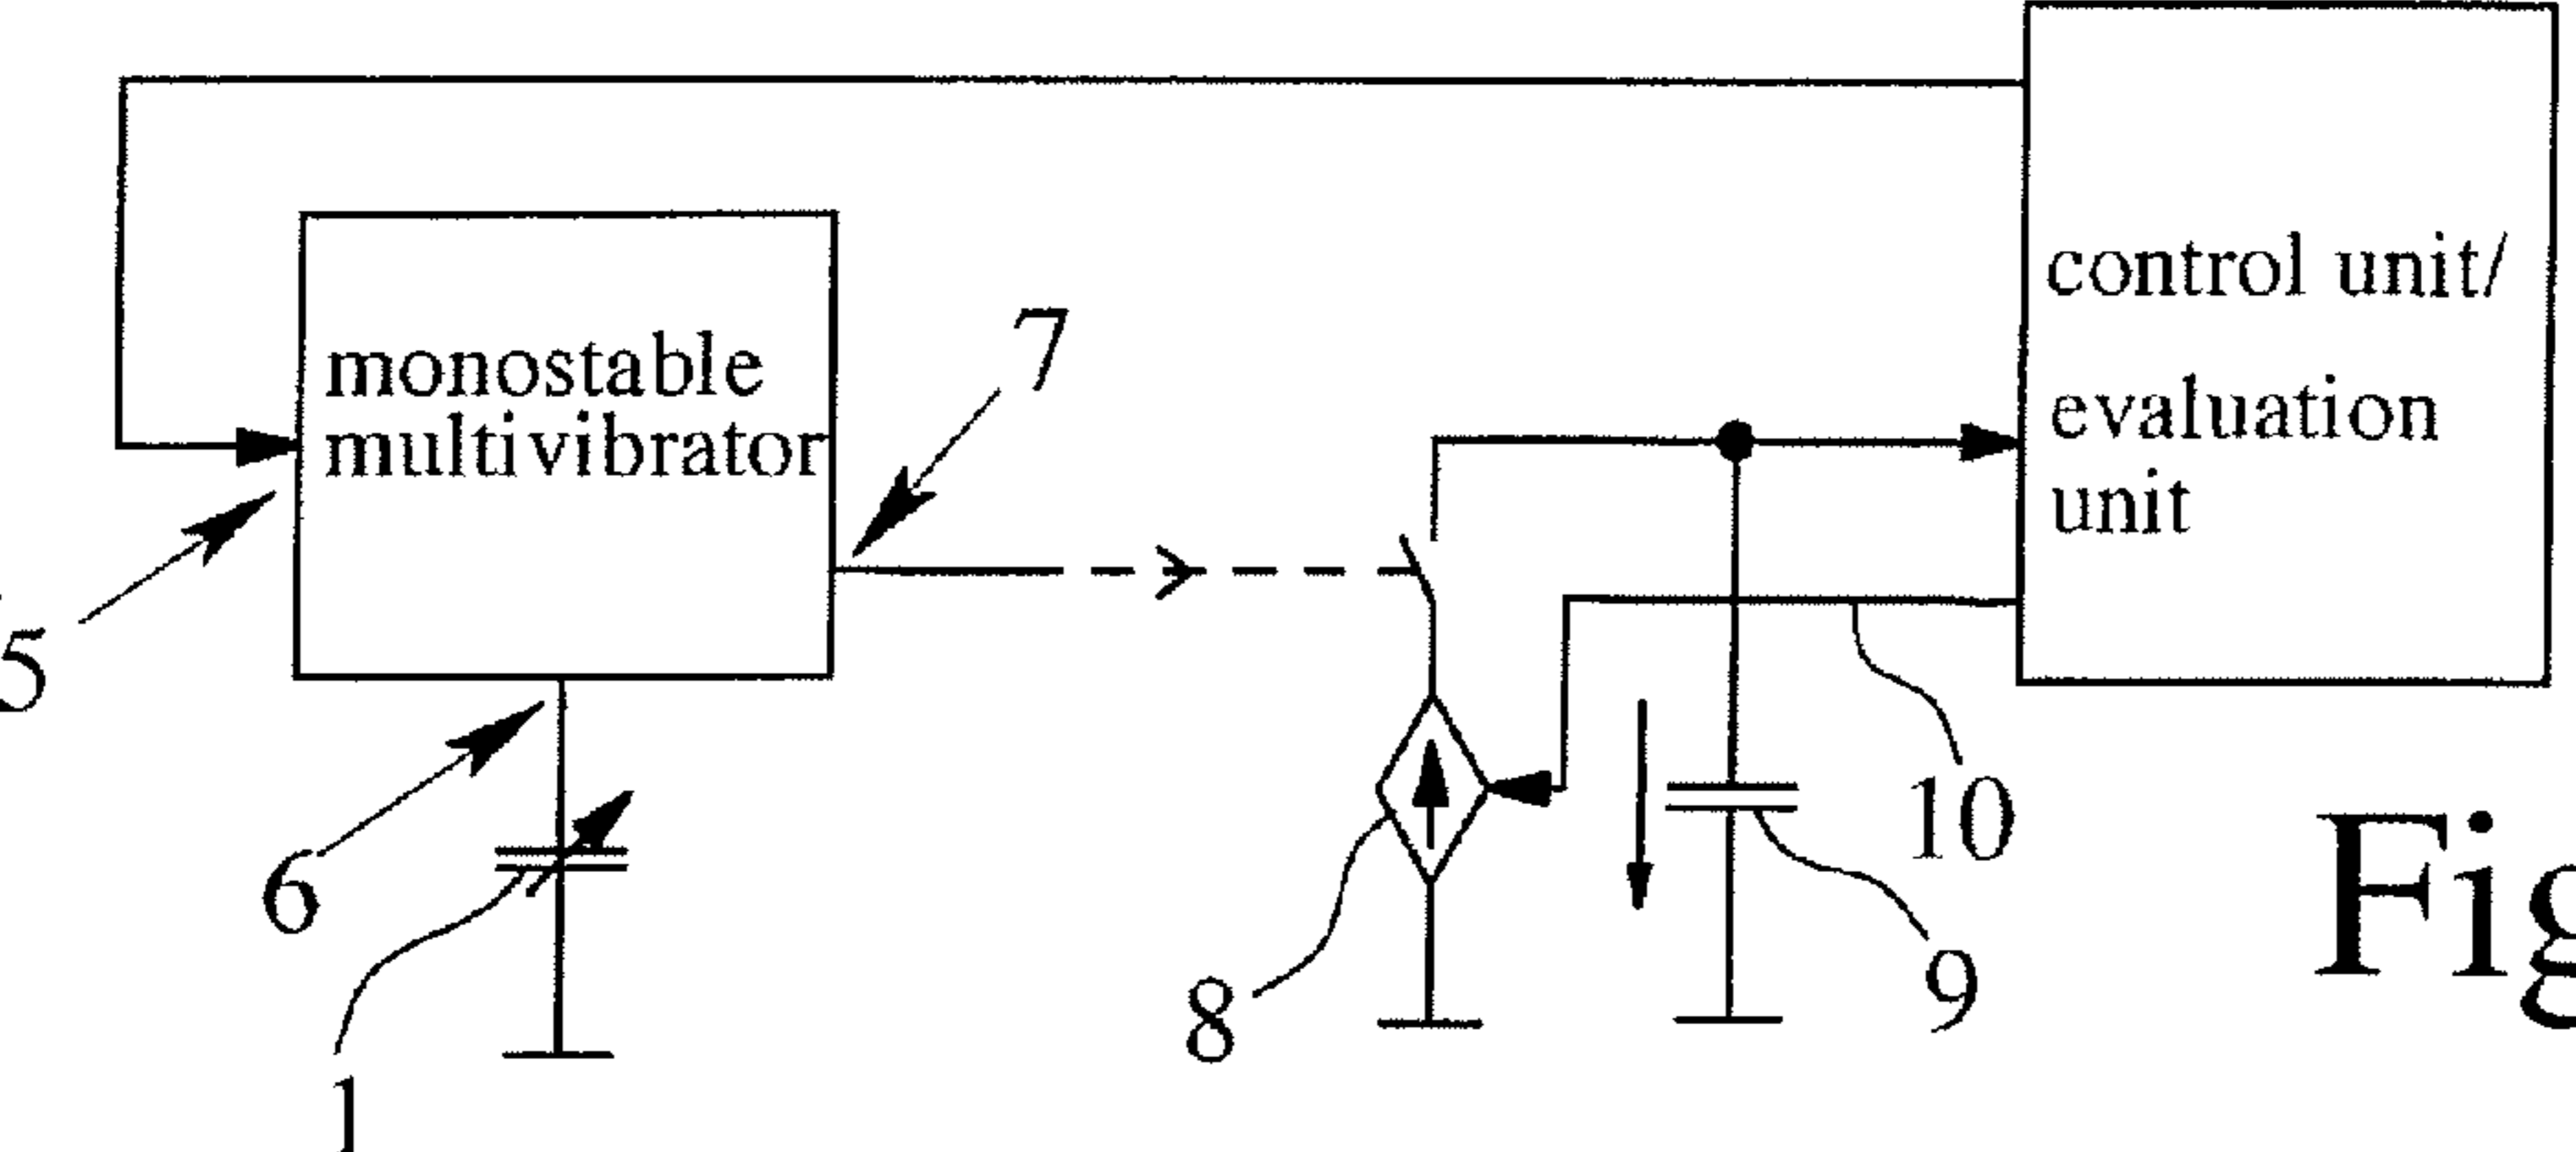 control unit/
evaluation
unit
monostable
multivibrator
7
5
6
1
8
9
10
Fig